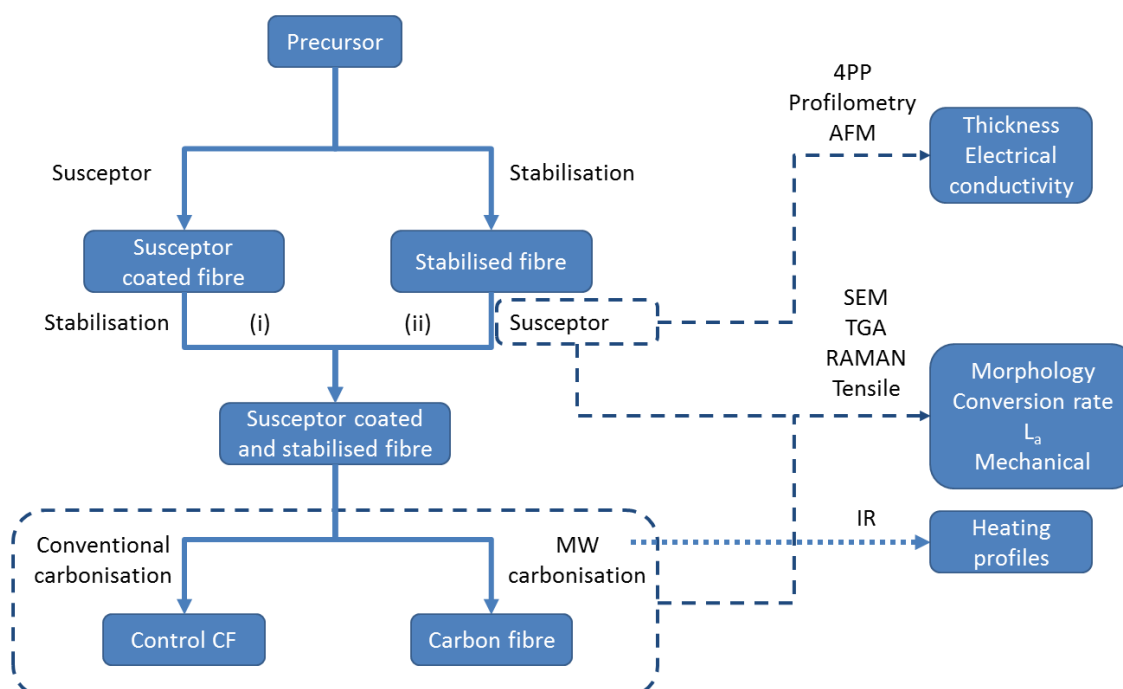 Precursor
4PP
Profilometry
AFM
Thickness
Electrical
conductivity
Susceptor
Stabilisation
Susceptor
coated fibre
Stabilised fibre
Stabilisation
(i)
(ii)
Susceptor
SEM
TGA
RAMAN
Tensile
Morphology
Conversion rate
La
Mechanical
Susceptor coated
and stabilised fibre
Conventional
carbonisation
MW
carbonisation
IR
Heating
profiles
Control CF
Carbon fibre